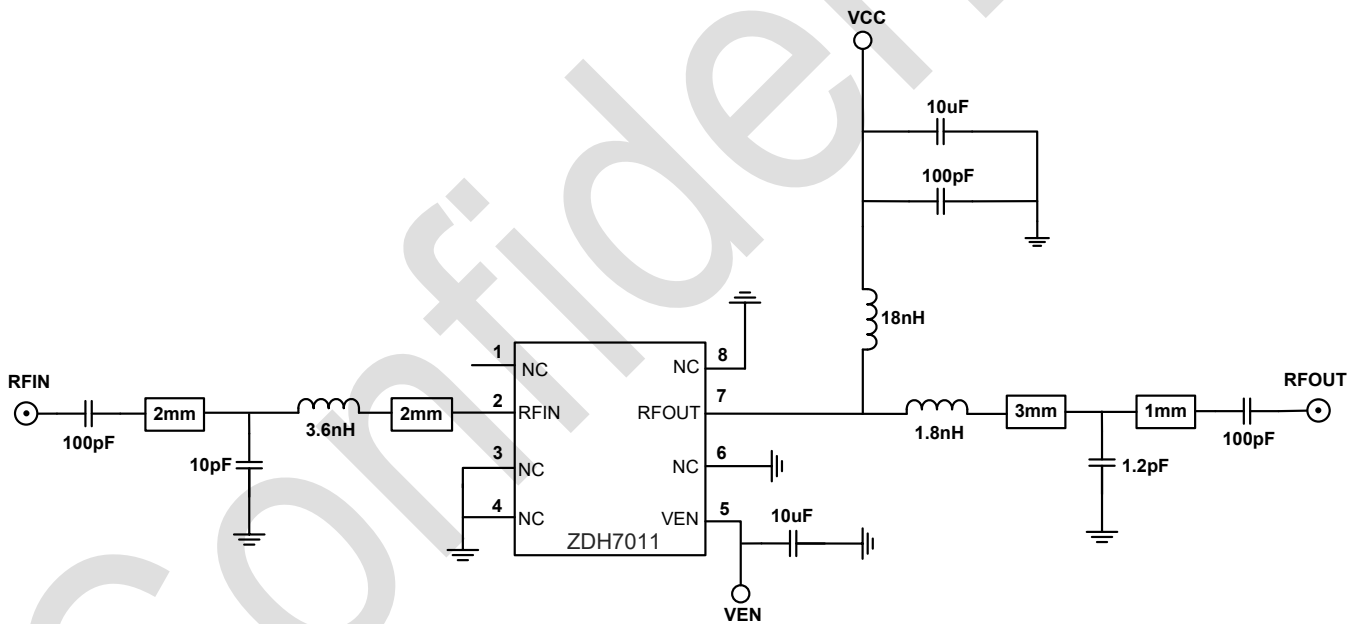 Confiden
VCC
10uF
100pF
18nH
1 NC
NC 8
RFIN
2mm
2 RFIN
2mm
3.6nH
100pF
10pF
RFOUT 7
1.8nH
3mm
1mm
100pF
RFOUT
1.2pF
3 NC
NC 6
4 NC
VEN 5
10uF
ZDH7011
VEN